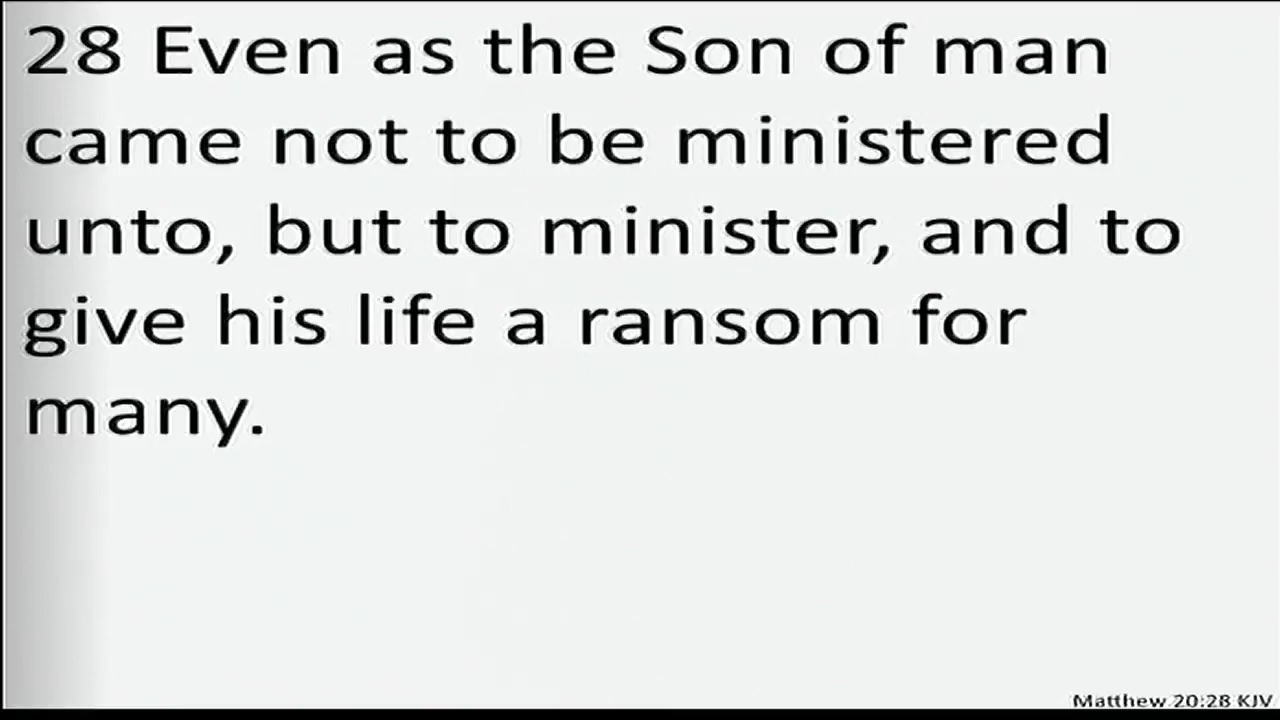 28 Even as the Son of man
came not to be ministered
unto, but to minister, and to
give his life a ransom for
many.
Matthew 20:28 KJV